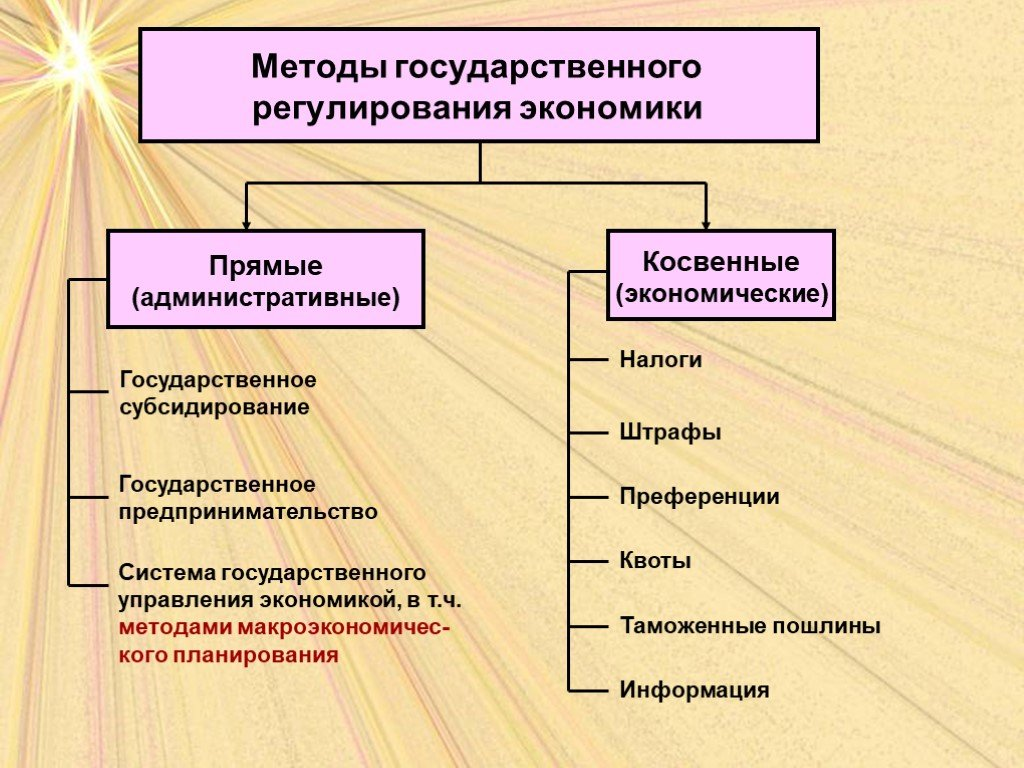 Методы государственного
регулирования экономики
Прямые
(административные)
Государственное
субсидирование
Государственное
предпринимательство
Система государственного
управления экономикой, в т.ч.
методами макроэкономичес-
кого планирования
Косвенные
(экономические)
Налоги
Штрафы
Преференции
Квоты
Таможенные пошлины
Информация